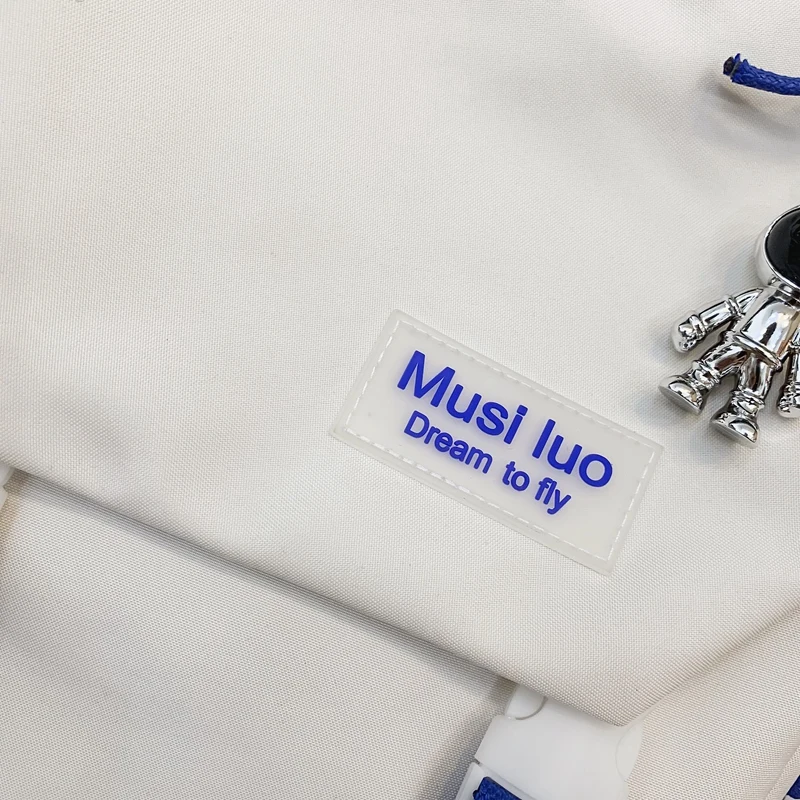 Musi luo
Dream to fly